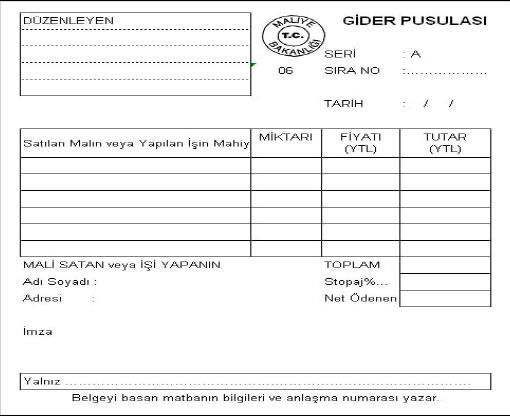 DÜZENLEYEN
MALİYE
T.C.
BAKANLIĞI
GİDER PUSULASI
SERİ : A
06 SIRA NO :..................
TARİH : / /
Satılan Malın veya Yapılan İşin Mahiy MİKTARI FİYATI (YTL) TUTAR (YTL)
MALİ SATAN veya İŞİ YAPANIN TOPLAM
Adı Soyadı : Stopaj%...
Adresi : Net Ödenen
İmza
Yalnız ..........................................................................................
Belgeyi basan matbanın bilgileri ve anlaşma numarası yazar.